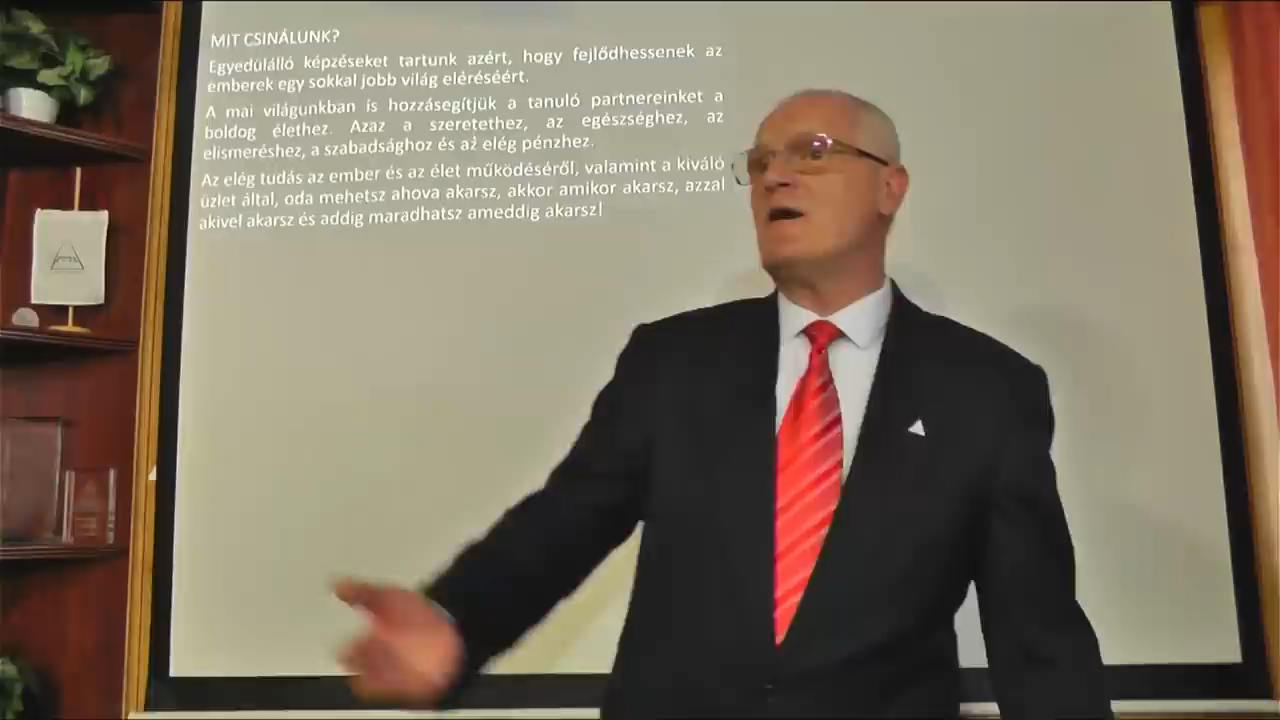 MIT CSINÁLUNK?
Egyedülálló képzéseket tartunk azért, hogy fejlődhessenek az
emberek egy sokkal jobb világ eléréséért.
A mai világunkban is hozzásegítjük a tanuló partnereinket a
boldog élethez. Azaz a szeretethez, az egészséghez, az
elismeréshez, a szabadsághoz és az elég pénzhez.
Az elég tudás az ember és az élet működéséről, valamint a kiváló
üzlet által, oda mehetsz ahova akarsz, akkor amikor akarsz, azzal
akivel akarsz és addig maradhatsz ameddig akarsz!